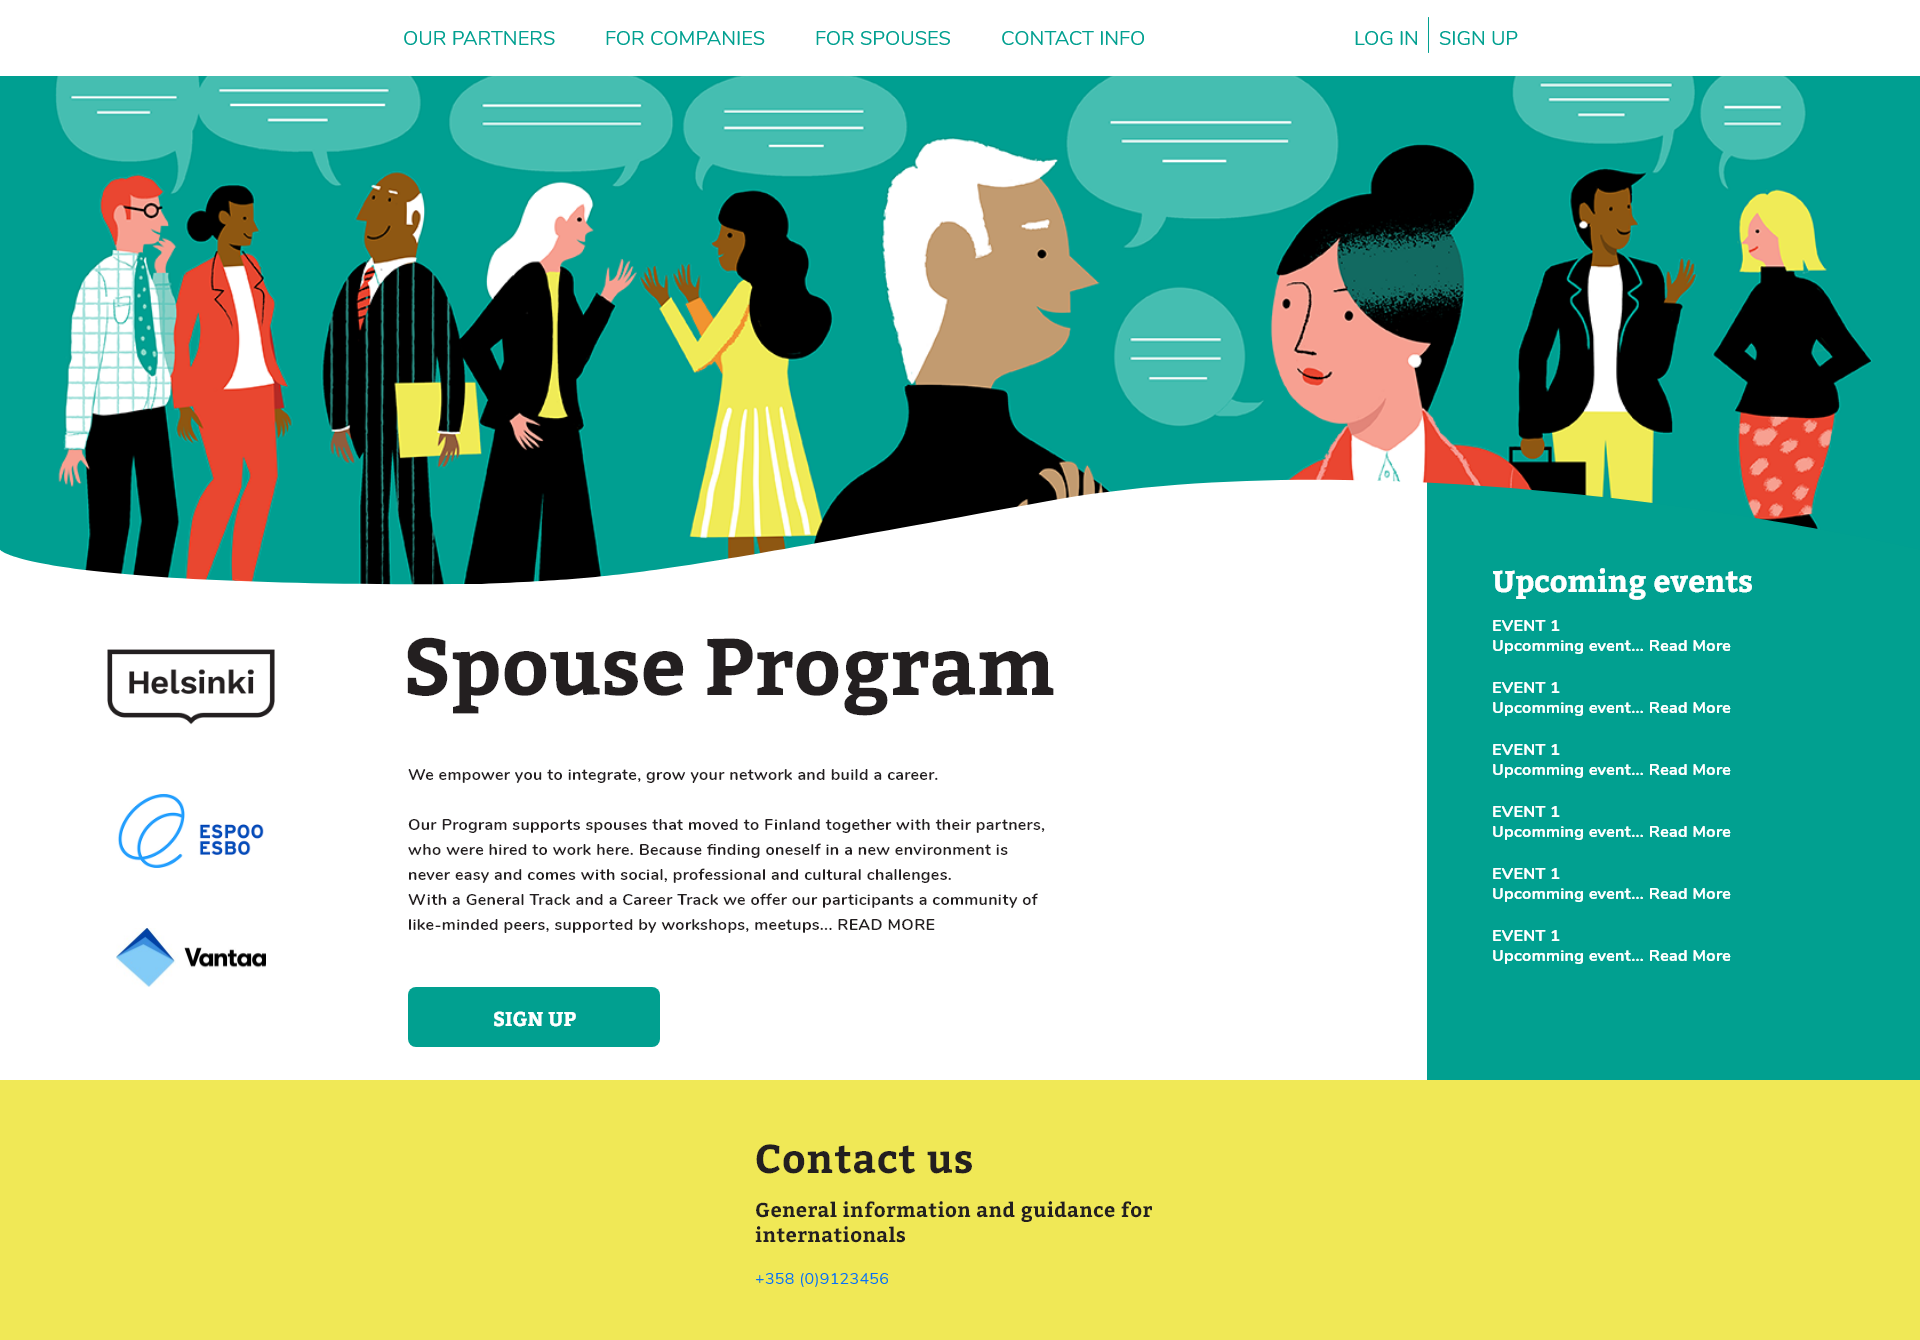 OUR PARTNERS FOR COMPANIES FOR SPOUSES CONTACT INFO LOG IN SIGN UP
Helsinki
ESPOO
ESBO
Vantaa
Spouse Program
We empower you to integrate, grow your network and build a career.
Our Program supports spouses that moved to Finland together with their partners,
who were hired to work here. Because finding oneself in a new environment is
never easy and comes with social, professional and cultural challenges.
With a General Track and a Career Track we offer our participants a community of
like-minded peers, supported by workshops, meetups... READ MORE
SIGN UP
Upcoming events
EVENT 1
Upcomming event... Read More
EVENT 1
Upcomming event... Read More
EVENT 1
Upcomming event... Read More
EVENT 1
Upcomming event... Read More
EVENT 1
Upcomming event... Read More
EVENT 1
Upcomming event... Read More
Contact us
General information and guidance for
internationals
+358 (0)9123456